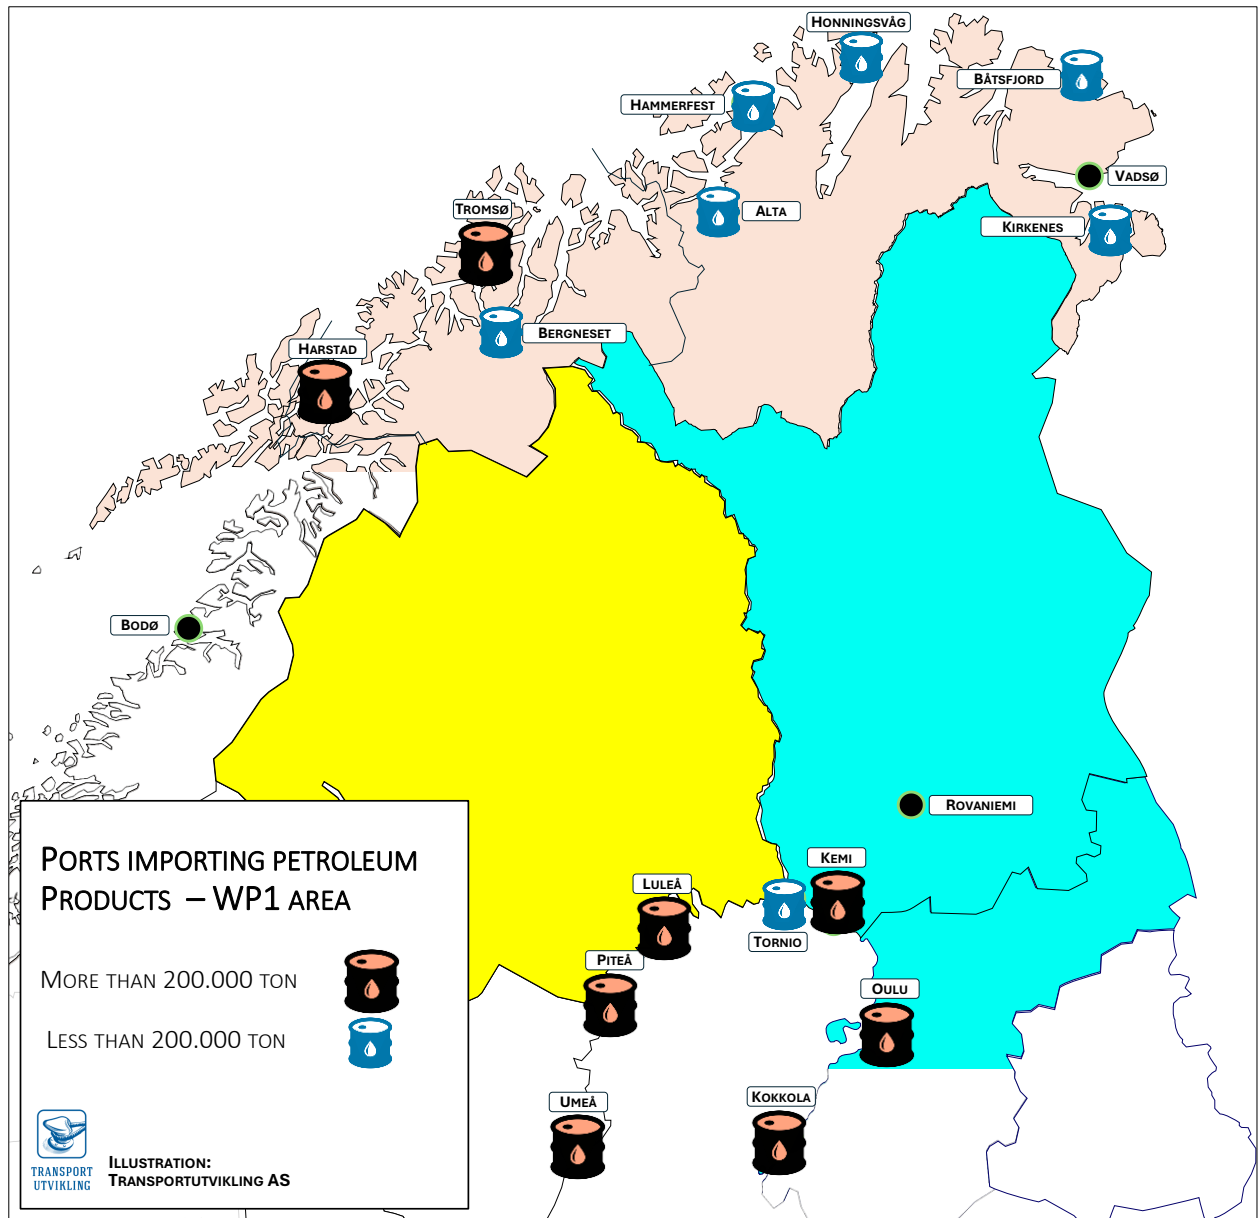 HONNINGSVÅG
BÅTSFJORD
HAMMERFEST
VADSØ
TROMSØ
ALTA
KIRKENES
BERGNESET
HARSTAD
BODØ
ROVANIEMI
KEMI
LULEÅ
TORNIO
PITEÅ
OULU
UMEÅ
KOKKOLA
PORTS IMPORTING PETROLEUM
PRODUCTS – WP1 AREA
MORE THAN 200.000 TON
LESS THAN 200.000 TON
TRANSPORT
UTVIKLING
ILLUSTRATION:
TRANSPORTUTVIKLING AS